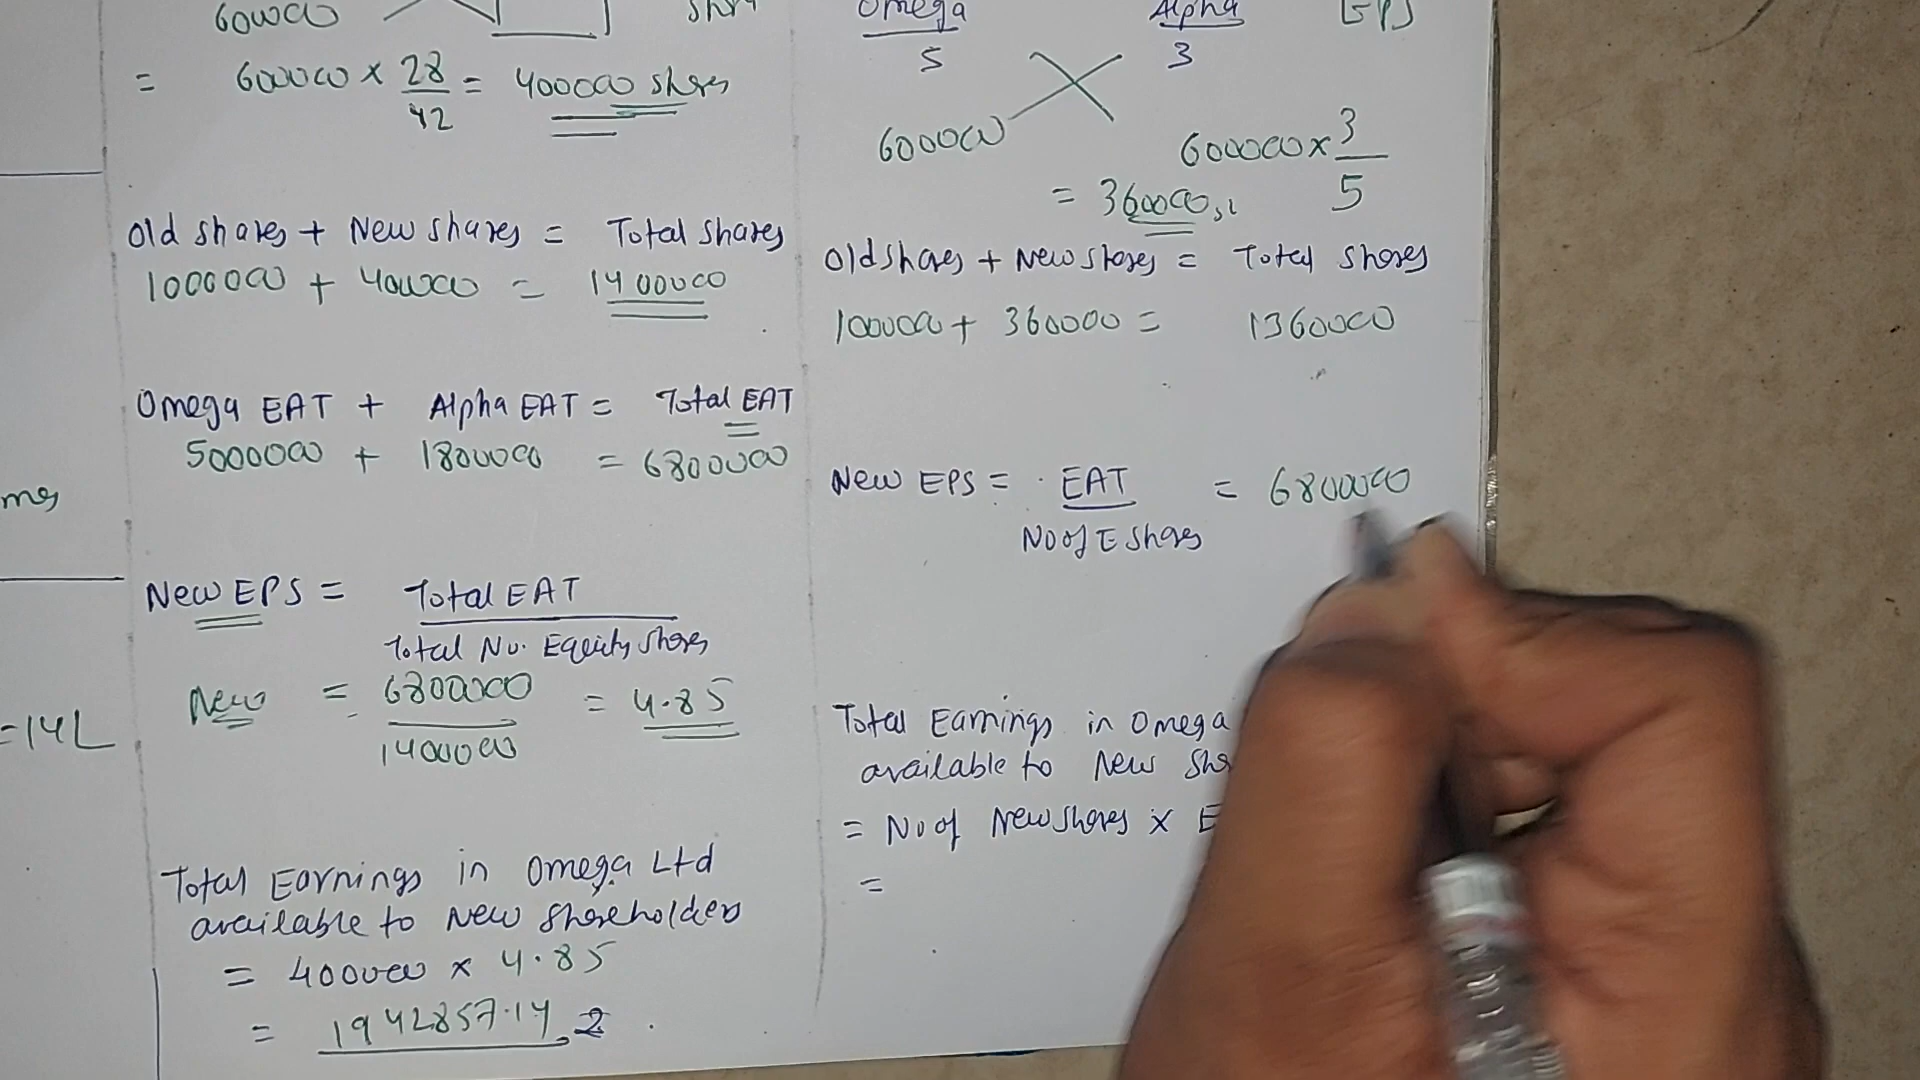 600000
= 600000 × 28/42 = 400000 shares
Old shares + New shares = Total shares
1000000 + 400000 = 1400000
Omega EAT + Alpha EAT = Total EAT
5000000 + 1800000 = 6800000
New EPS = Total EAT
Total No. Equity shares
New = 6800000 = 4.85
1400000
Total Earnings in Omega Ltd
available to New shareholders
= 400000 × 4.85
= 1942857.14
=14L
Omega Alpha EPS
5 3
600000 600000 × 3/5
= 360000
Old shares + New shares = Total shares
1000000 + 360000 = 1360000
New EPS = EAT = 6800000
No of E shares
Total Earnings in Omega
available to New
= No of New shares ×
=